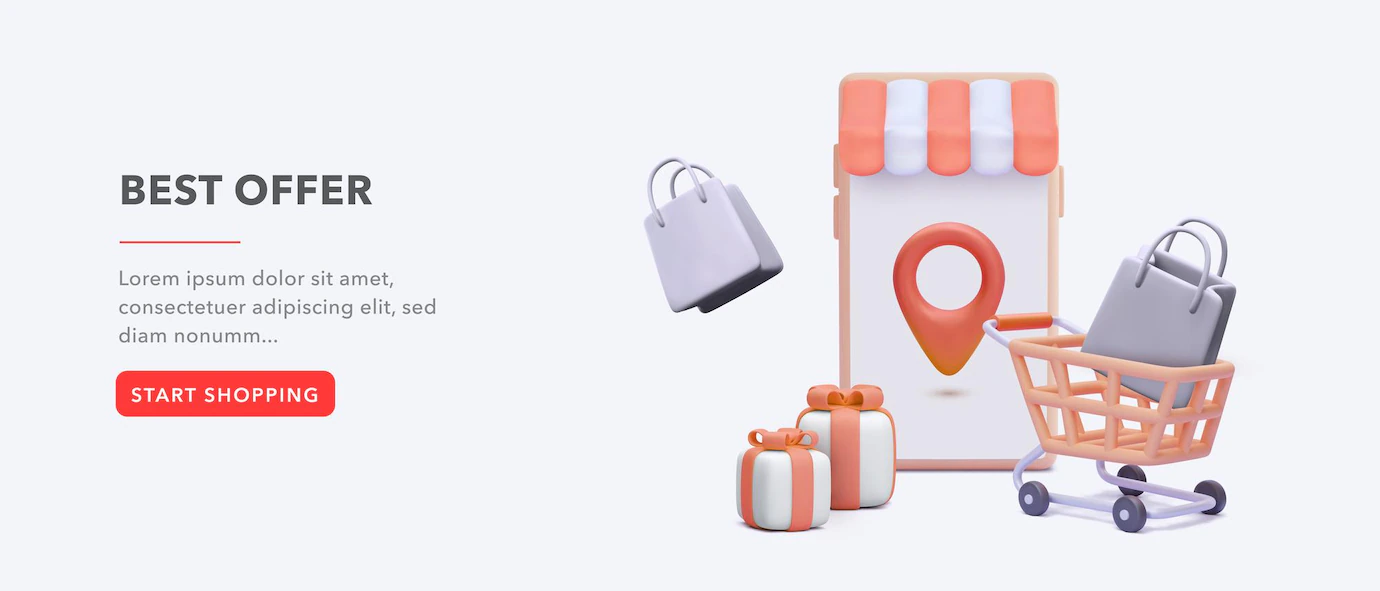 BEST OFFER
Lorem ipsum dolor sit amet,
consectetuer adipiscing elit, sed
diam nonumm...
START SHOPPING